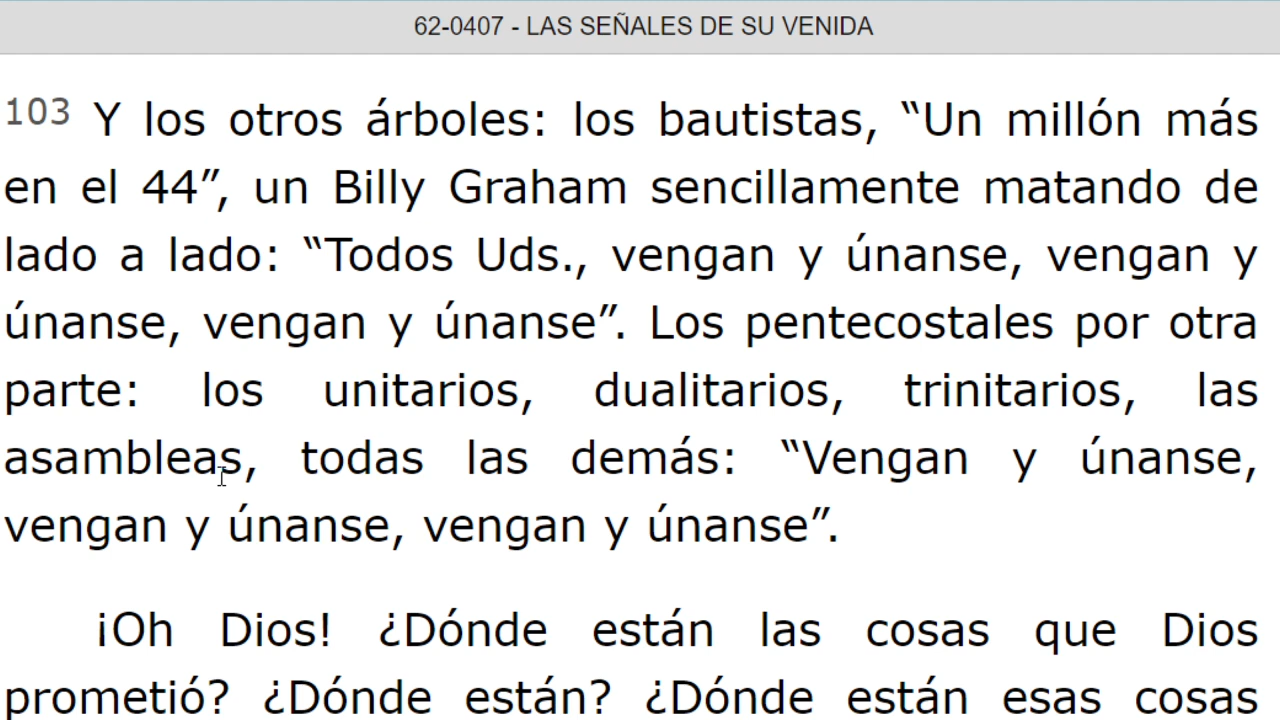 62-0407 - LAS SEÑALES DE SU VENIDA
103 Y los otros árboles: los bautistas, “Un millón más
en el 44”, un Billy Graham sencillamente matando de
lado a lado: “Todos Uds., vengan y únanse, vengan y
únanse, vengan y únanse”. Los pentecostales por otra
parte: los unitarios, dualitarios, trinitarios, las
asambleas, todas las demás: “Vengan y únanse,
vengan y únanse, vengan y únanse”.
¡Oh Dios! ¿Dónde están las cosas que Dios
prometió? ¿Dónde están? ¿Dónde están esas cosas